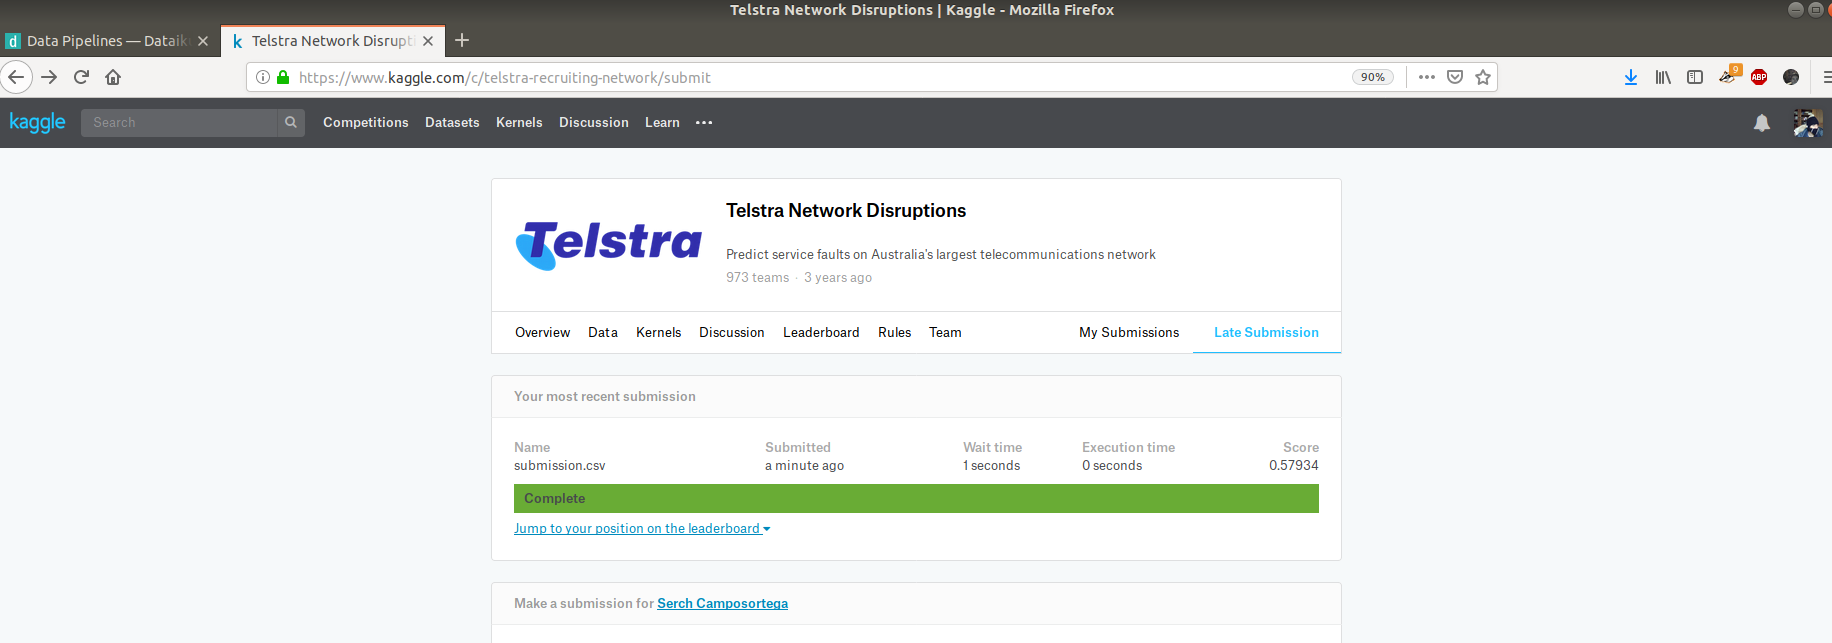 Telstra Network Disruptions | Kaggle - Mozilla Firefox
d Data Pipelines — Dataik
k Telstra Network Disrupti
https://www.kaggle.com/c/telstra-recruiting-network/submit
90%
9
ABP
kaggle
Search
Competitions Datasets Kernels Discussion Learn
Telstra
Telstra Network Disruptions
Predict service faults on Australia's largest telecommunications network
973 teams · 3 years ago
Overview Data Kernels Discussion Leaderboard Rules Team My Submissions Late Submission
Your most recent submission
Name Submitted Wait time Execution time Score
submission.csv a minute ago 1 seconds 0 seconds 0.57934
Complete
Jump to your position on the leaderboard
Make a submission for Serch Camposortega